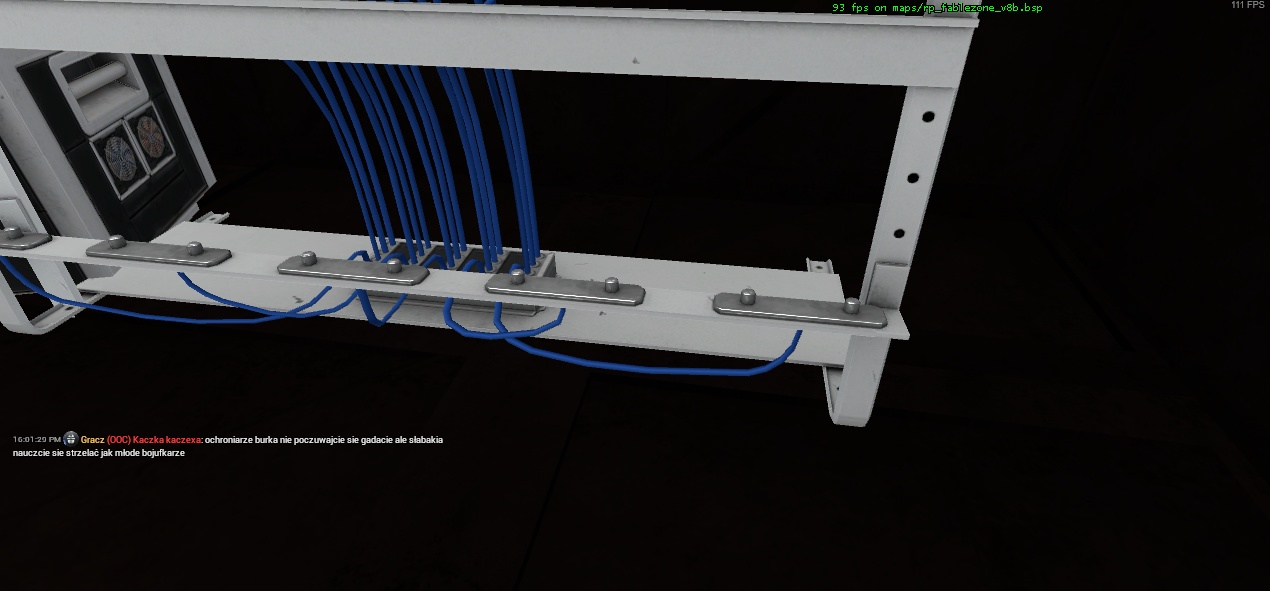 93 fps on maps/rp_fablezone_v8b.bsp
111 FPS
16:01:29 PM Gracz (OOC) Kaczka kaczexa: ochroniarze burka nie poczuwajcie sie gadacie ale słabakia
nauczcie sie strzelać jak młode bojufkarze